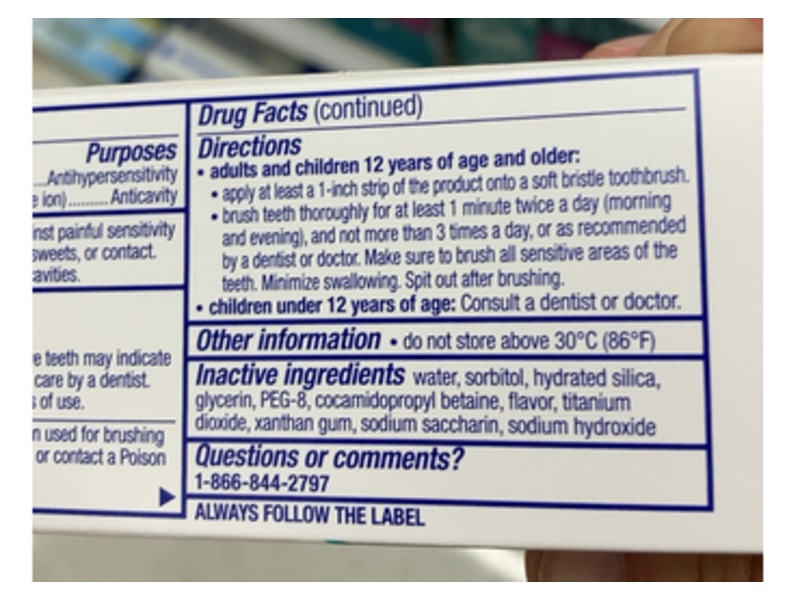 Purposes
...Antihypersensitivity
ion)......... Anticavity
painful sensitivity
sweets, or contact.
cavities.
teeth may indicate
care by a dentist.
of use.
used for brushing
or contact a Poison
Drug Facts (continued)
Directions
• adults and children 12 years of age and older:
• apply at least a 1-inch strip of the product onto a soft bristle toothbrush.
• brush teeth thoroughly for at least 1 minute twice a day (morning
and evening), and not more than 3 times a day, or as recommended
by a dentist or doctor. Make sure to brush all sensitive areas of the
teeth. Minimize swallowing. Spit out after brushing.
• children under 12 years of age: Consult a dentist or doctor.
Other information • do not store above 30°C (86°F)
Inactive ingredients water, sorbitol, hydrated silica,
glycerin, PEG-8, cocamidopropyl betaine, flavor, titanium
dioxide, xanthan gum, sodium saccharin, sodium hydroxide
Questions or comments?
1-866-844-2797
ALWAYS FOLLOW THE LABEL